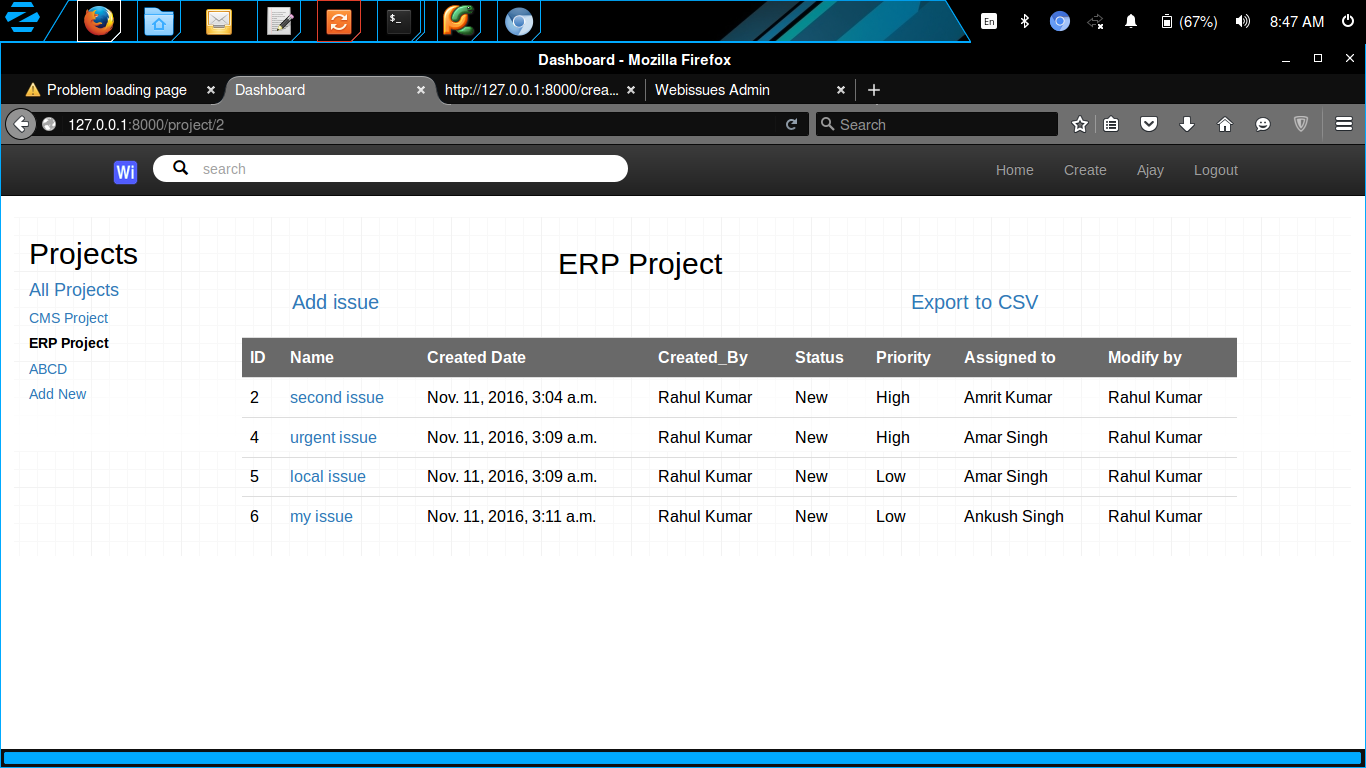 En (67%) 8:47 AM
Dashboard - Mozilla Firefox
Problem loading page Dashboard http://127.0.0.1:8000/crea... Webissues Admin
127.0.0.1:8000/project/2 Search
Wi search Home Create Ajay Logout
Projects
ERP Project
All Projects
Add issue Export to CSV
CMS Project
ERP Project
ABCD
Add New
ID Name Created Date Created_By Status Priority Assigned to Modify by
2 second issue Nov. 11, 2016, 3:04 a.m. Rahul Kumar New High Amrit Kumar Rahul Kumar
4 urgent issue Nov. 11, 2016, 3:09 a.m. Rahul Kumar New High Amar Singh Rahul Kumar
5 local issue Nov. 11, 2016, 3:09 a.m. Rahul Kumar New Low Amar Singh Rahul Kumar
6 my issue Nov. 11, 2016, 3:11 a.m. Rahul Kumar New Low Ankush Singh Rahul Kumar